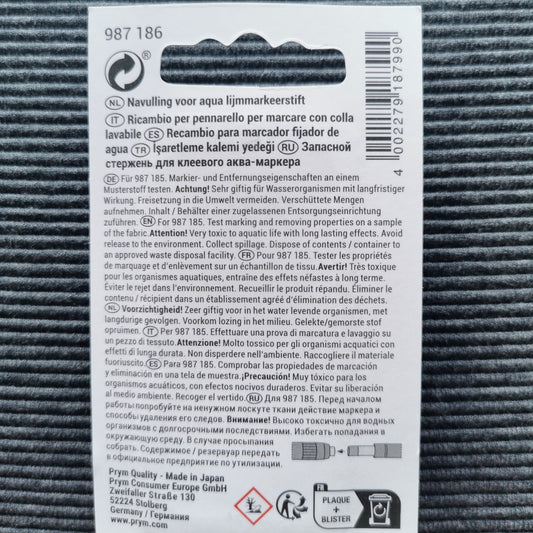 987 186
PRYM
NL Navulling voor aqua lijmmarkeerstift
IT Ricambio per pennarello per marcare con colla
lavabile ES Recambio para marcador fijador de
agua TR İşaretleme kalemi yedeği RU Запасной
стержень для клеевого аква-маркера
4 002279 187990
DE Für 987 185. Markier- und Entfernungseigenschaften an einem
Musterstoff testen. Achtung! Sehr giftig für Wasserorganismen mit langfristiger
Wirkung. Freisetzung in die Umwelt vermeiden. Verschüttete Mengen
aufnehmen. Inhalt / Behälter einer zugelassenen Entsorgungseinrichtung
zuführen. EN For 987 185. Test marking and removing properties on a sample
of the fabric. Attention! Very toxic to aquatic life with long lasting effects. Avoid
release to the environment. Collect spillage. Dispose of contents / container to
an approved waste disposal facility. FR Pour 987 185. Tester les propriétés
de marquage et d'enlèvement sur un échantillon de tissu. Avertir! Très toxique
pour les organismes aquatiques, entraîne des effets néfastes à long terme.
Éviter le rejet dans l'environnement. Recueillir le produit répandu. Éliminer le
contenu / récipient dans un établissement agréé d'élimination des déchets.
NL Voorzichtigheid! Zeer giftig voor in het water levende organismen, met
langdurige gevolgen. Voorkom lozing in het milieu. Gelekte/gemorste stof
opruimen. IT Per 987 185. Effettuare una prova di marcatura e lavaggio su
un pezzo di tessuto. Attenzione! Molto tossico per gli organismi acquatici con
effetti di lunga durata. Non disperdere nell'ambiente. Raccogliere il materiale
fuoriuscito. ES Para 987 185. Comprobar las propiedades de marcación
y eliminación en una tela de muestra. ¡Precaución! Muy tóxico para los
organismos acuáticos, con efectos nocivos duraderos. Evitar su liberación
al medio ambiente. Recoger el vertido. RU Для 987 185. Перед началом
работы попробуйте на ненужном лоскуте ткани действие маркера и
способы удаления его следов. Внимание! Высоко токсично для водных
организмов с долгосрочными последствиями. Избегать попадания в
окружающую среду. В случае просыпания
собрать. Содержимое / резервуар передать
в официальное предприятие по утилизации.
Prym Quality - Made in Japan
Prym Consumer Europe GmbH
Zweifaller Straße 130
52224 Stolberg
Germany / Германия
www.prym.com
FR
PLAQUE
+
BLISTER